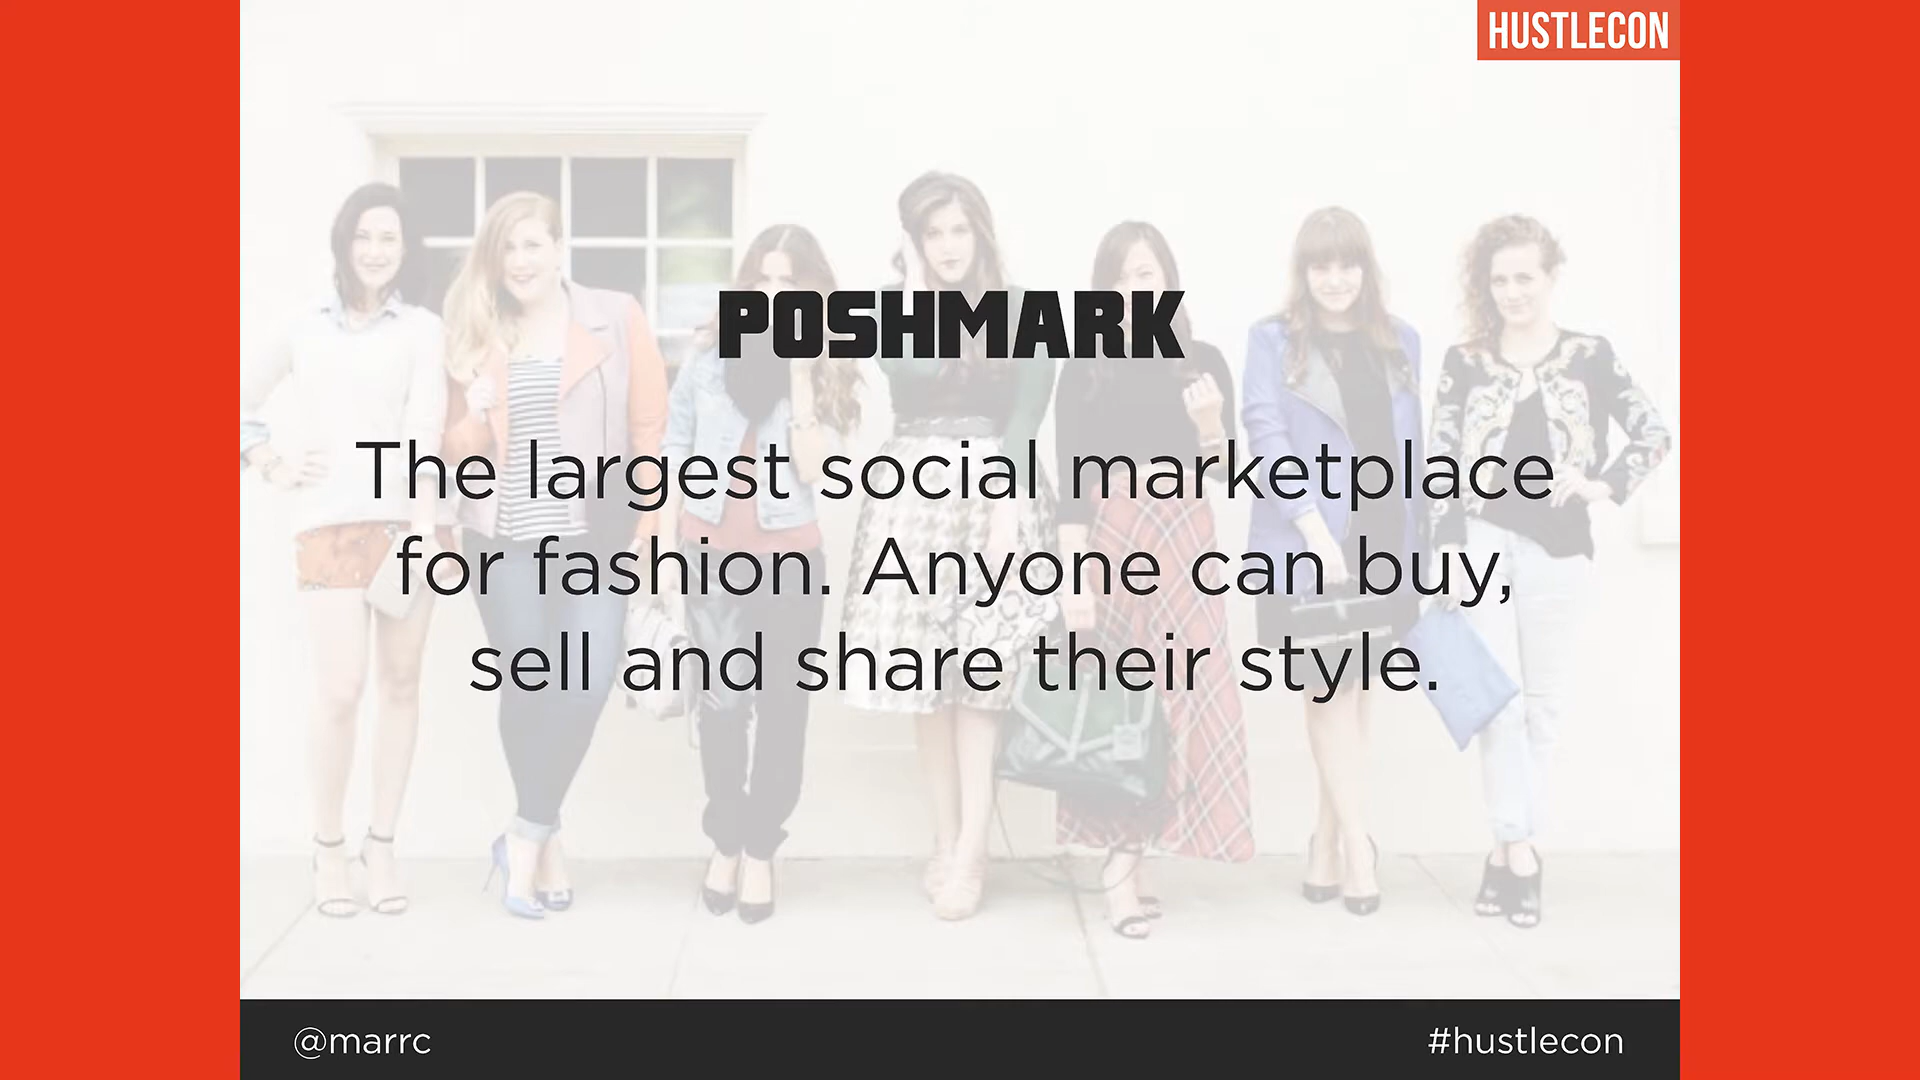 HUSTLECON
POSHMARK
The largest social marketplace
for fashion. Anyone can buy,
sell and share their style.
@marrc
#hustlecon